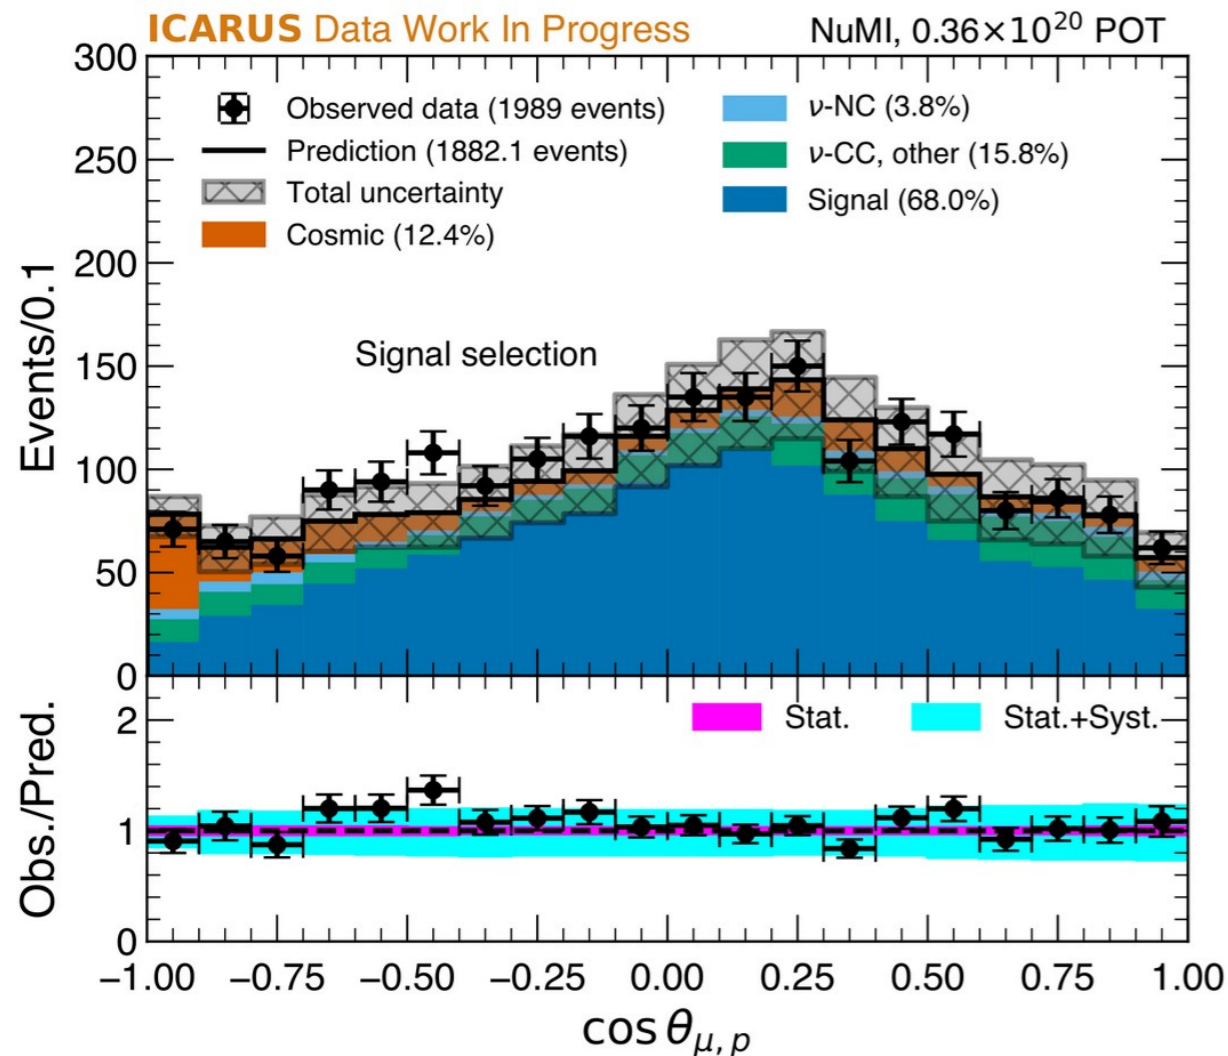 ICARUS Data Work In Progress
NuMI, 0.36×10²⁰ POT
300
250
200
150
100
50
0
Events/0.1
Observed data (1989 events)
Prediction (1882.1 events)
Total uncertainty
Cosmic (12.4%)
ν-NC (3.8%)
ν-CC, other (15.8%)
Signal (68.0%)
Signal selection
2
1
0
Obs./Pred.
Stat.
Stat.+Syst.
−1.00 −0.75 −0.50 −0.25 0.00 0.25 0.50 0.75 1.00
cos θμ, p